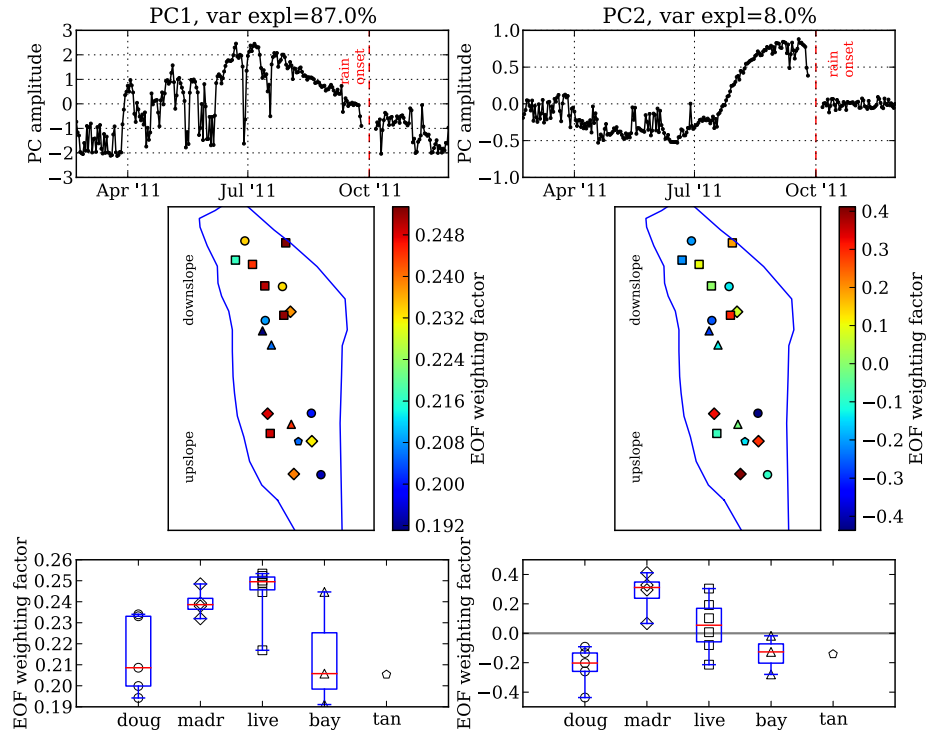 PC1, var expl=87.0%
PC amplitude
3
2
1
0
−1
−2
−3
Apr '11
Jul '11
Oct '11
rain
onset
PC2, var expl=8.0%
PC amplitude
1.0
0.5
0.0
−0.5
−1.0
Apr '11
Jul '11
Oct '11
rain
onset
downslope
upslope
0.248
0.240
0.232
0.224
0.216
0.208
0.200
0.192
EOF weighting factor
downslope
upslope
0.4
0.3
0.2
0.1
0.0
−0.1
−0.2
−0.3
−0.4
EOF weighting factor
EOF weighting factor
0.26
0.25
0.24
0.23
0.22
0.21
0.20
0.19
doug
madr
live
bay
tan
EOF weighting factor
0.4
0.2
0.0
−0.2
−0.4
doug
madr
live
bay
tan